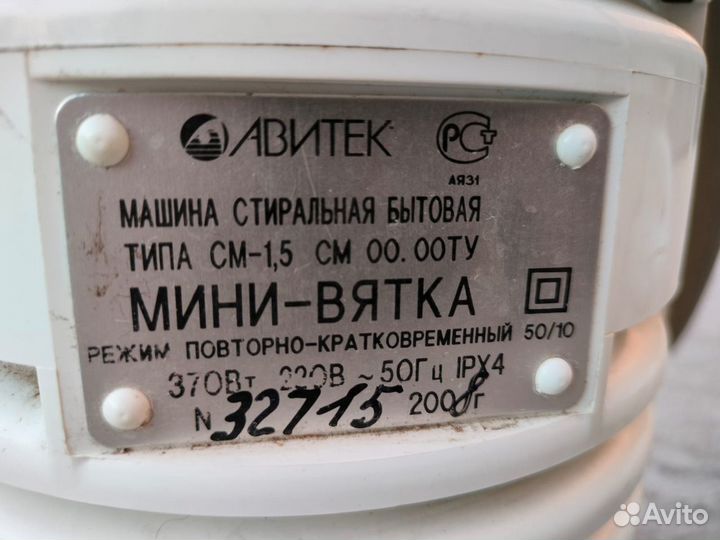 АВИТЕК РСТ
АЯ31
МАШИНА СТИРАЛЬНАЯ БЫТОВАЯ
ТИПА СМ-1,5 СМ 00.00ТУ
МИНИ-ВЯТКА
РЕЖИМ ПОВТОРНО-КРАТКОВРЕМЕННЫЙ 50/10
370Вт 220В ~50Гц IPX4
N 32715 2008г
Avito